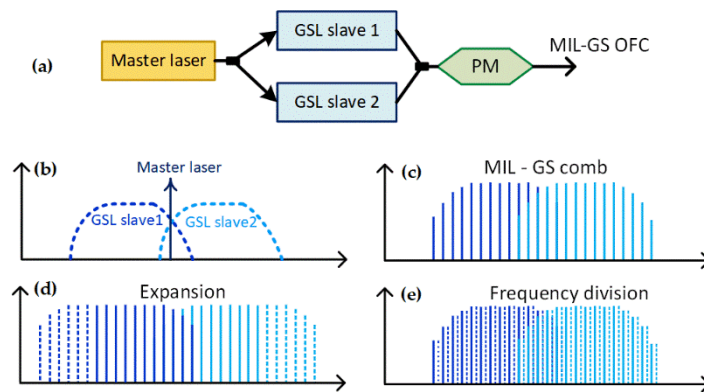 (a)
Master laser
GSL slave 1
GSL slave 2
PM
MIL-GS OFC
(b)
Master laser
GSL slave1
GSL slave2
(c)
MIL - GS comb
(d)
Expansion
(e)
Frequency division